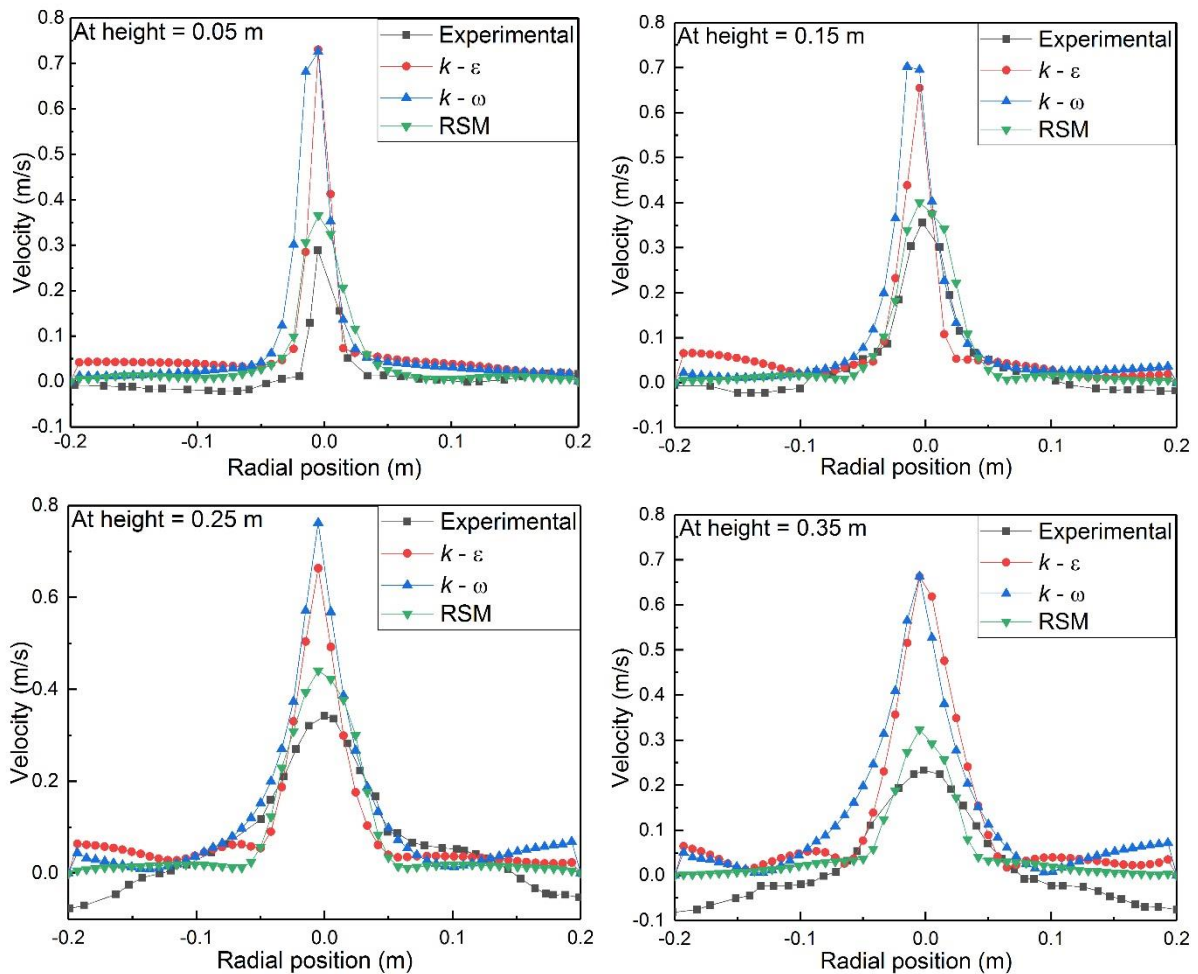 At height = 0.05 m
Experimental
k - ε
k - ω
RSM
0.8
0.7
0.6
0.5
0.4
0.3
0.2
0.1
0.0
-0.1
Velocity (m/s)
-0.2
-0.1
0.0
0.1
0.2
Radial position (m)
At height = 0.15 m
Experimental
k - ε
k - ω
RSM
0.8
0.7
0.6
0.5
0.4
0.3
0.2
0.1
0.0
-0.1
Velocity (m/s)
-0.2
-0.1
0.0
0.1
0.2
Radial position (m)
At height = 0.25 m
Experimental
k - ε
k - ω
RSM
0.8
0.6
0.4
0.2
0.0
Velocity (m/s)
-0.2
-0.1
0.0
0.1
0.2
Radial position (m)
At height = 0.35 m
Experimental
k - ε
k - ω
RSM
0.8
0.7
0.6
0.5
0.4
0.3
0.2
0.1
0.0
-0.1
Velocity (m/s)
-0.2
-0.1
0.0
0.1
0.2
Radial position (m)